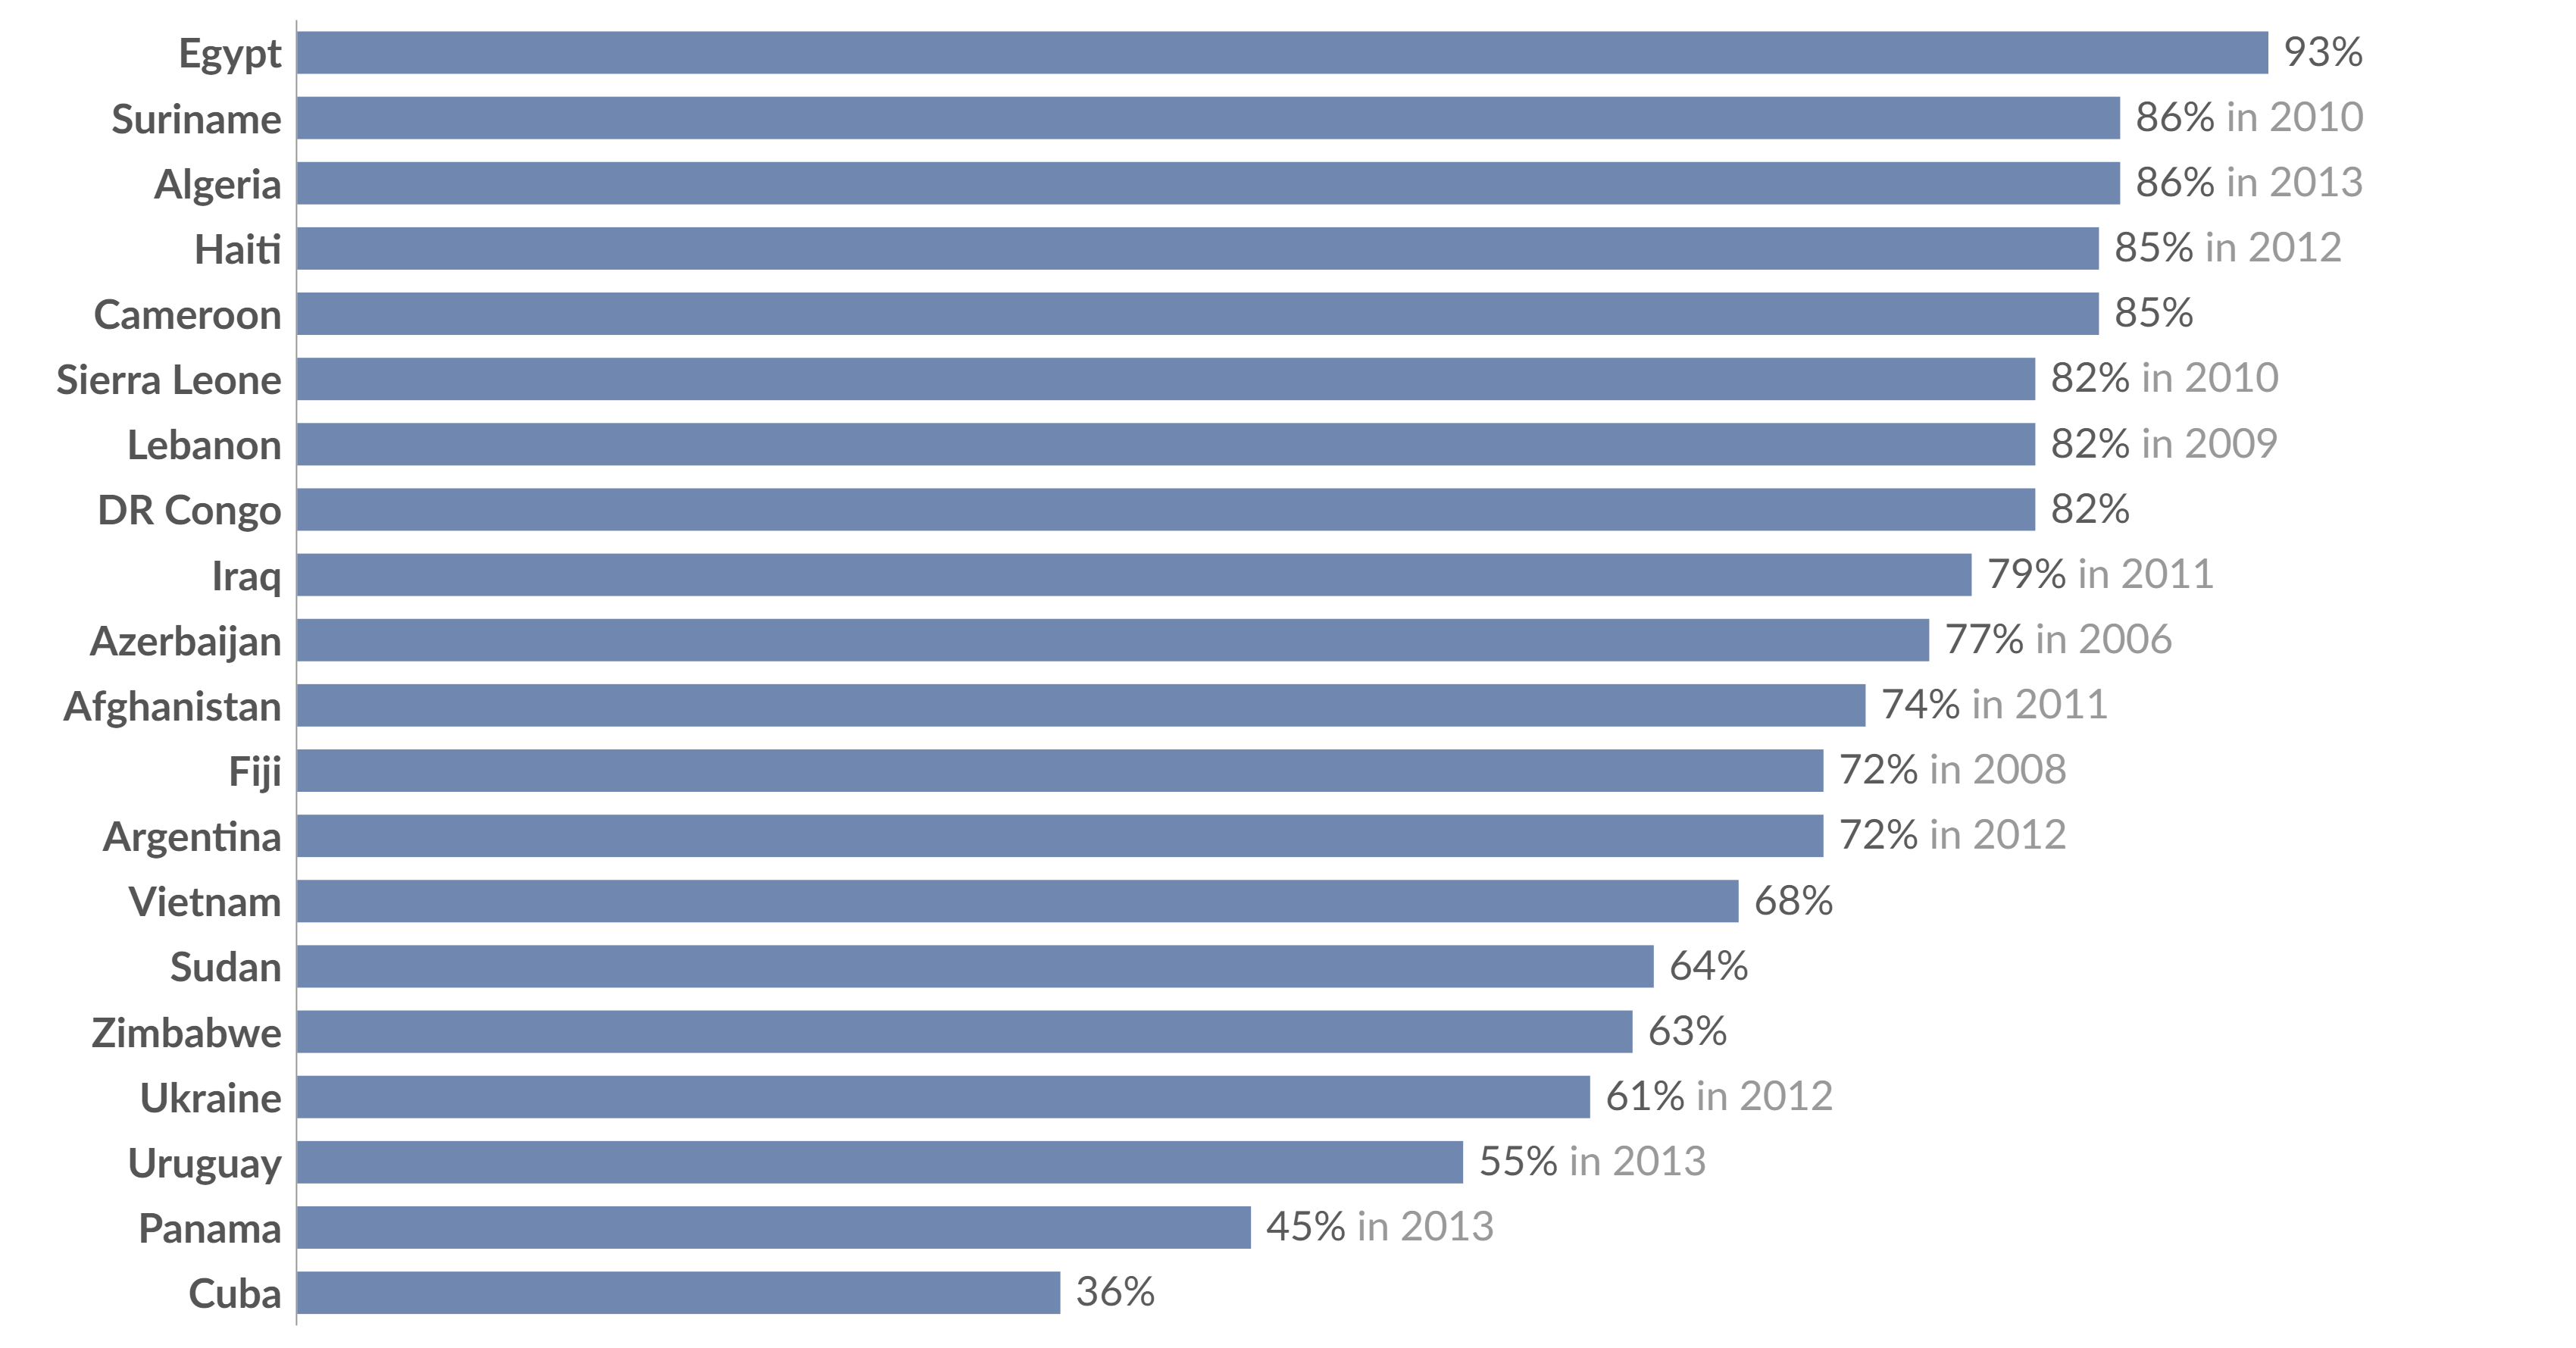 Egypt 93%
Suriname 86% in 2010
Algeria 86% in 2013
Haiti 85% in 2012
Cameroon 85%
Sierra Leone 82% in 2010
Lebanon 82% in 2009
DR Congo 82%
Iraq 79% in 2011
Azerbaijan 77% in 2006
Afghanistan 74% in 2011
Fiji 72% in 2008
Argentina 72% in 2012
Vietnam 68%
Sudan 64%
Zimbabwe 63%
Ukraine 61% in 2012
Uruguay 55% in 2013
Panama 45% in 2013
Cuba 36%